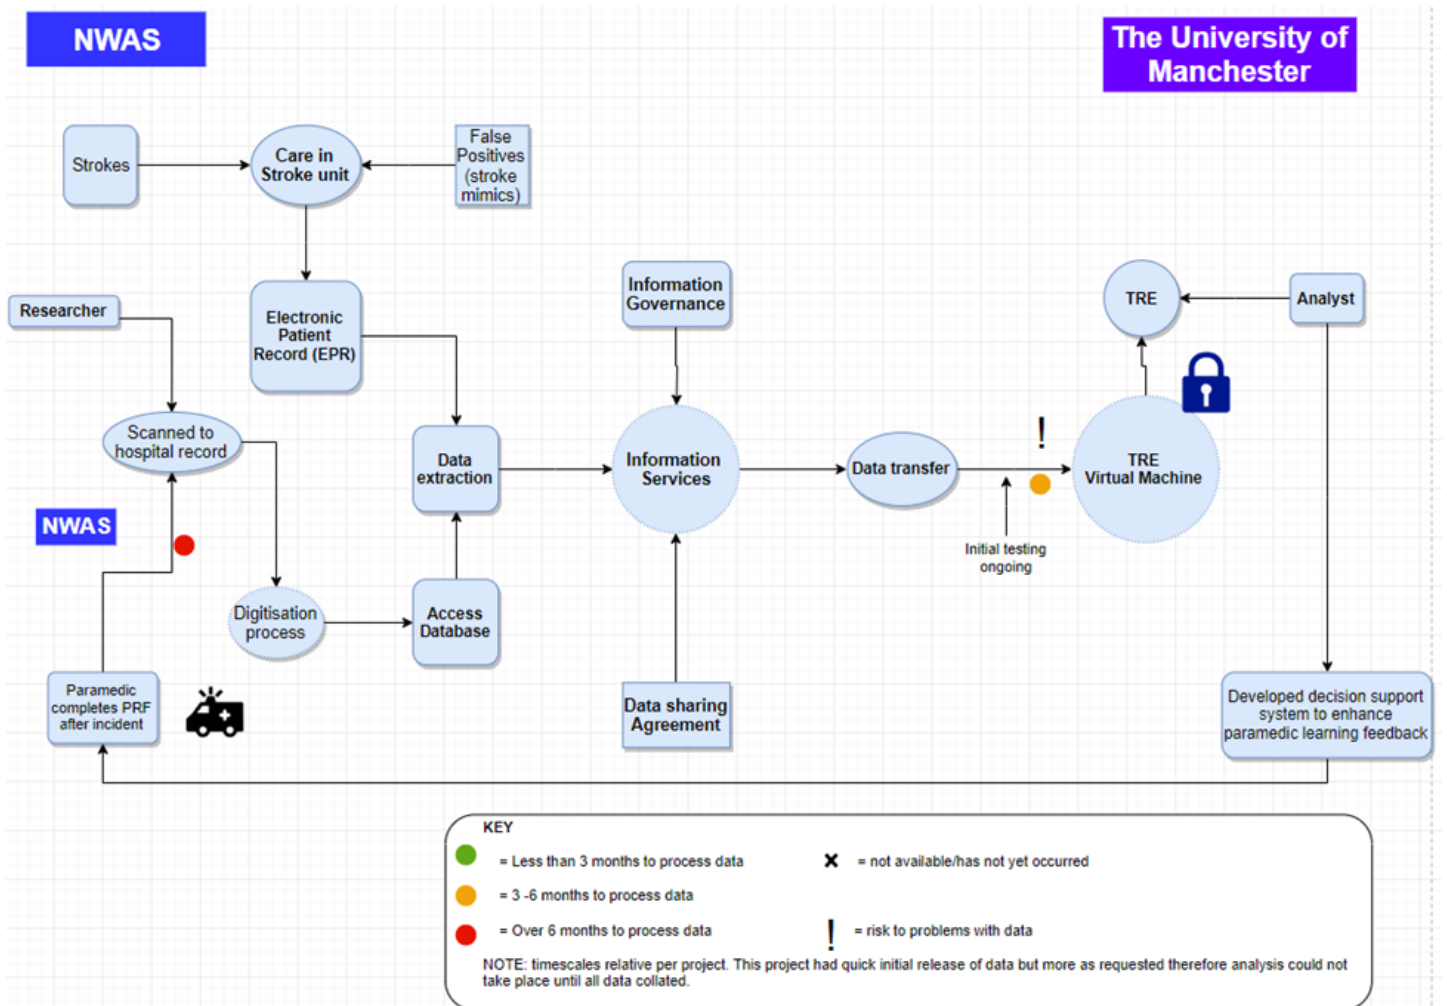 NWAS
The University of
Manchester
Strokes
Care in
Stroke unit
False
Positives
(stroke
mimics)
Researcher
Electronic
Patient
Record (EPR)
Information
Governance
TRE
Analyst
Scanned to
hospital record
Data
extraction
Information
Services
Data transfer
!
TRE
Virtual Machine
NWAS
Initial testing
ongoing
Digitisation
process
Access
Database
Paramedic
completes PRF
after incident
Data sharing
Agreement
Developed decision support
system to enhance
paramedic learning feedback
KEY
= Less than 3 months to process data
x = not available/has not yet occurred
= 3 -6 months to process data
= Over 6 months to process data
! = risk to problems with data
NOTE: timescales relative per project. This project had quick initial release of data but more as requested therefore analysis could not
take place until all data collated.